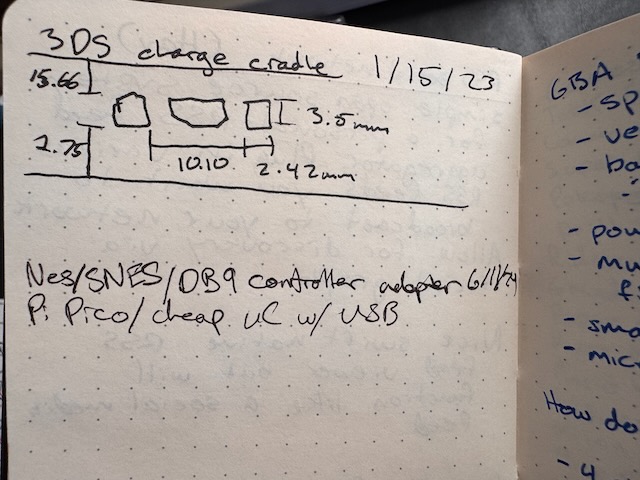 3DS charge cradle 1/15/23
15.66
3.5mm
2.75
10.10 2.42mm
Nes/SNES/DB9 controller adapter 6/11/24
Pi Pico/cheap uC w/ USB
GBA
- SP
- ve
- ba
-
- pow
- mu
f
- sma
- mic
How do
- 4